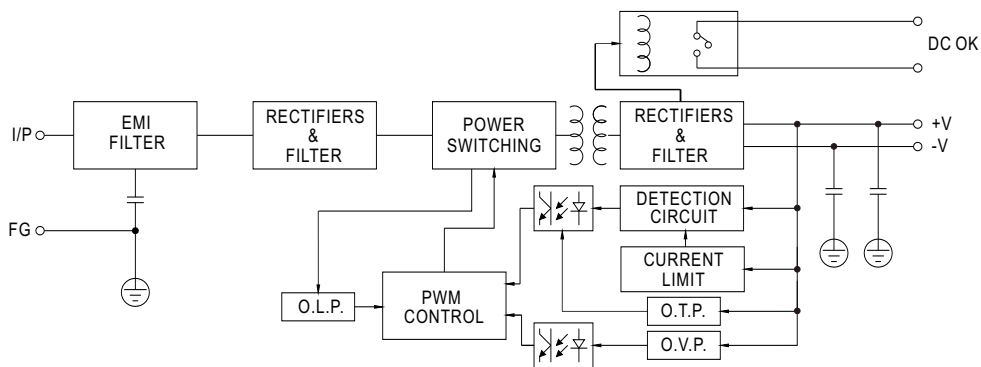 DC OK
I/P
EMI
FILTER
RECTIFIERS
&
FILTER
POWER
SWITCHING
RECTIFIERS
&
FILTER
+V
-V
FG
DETECTION
CIRCUIT
CURRENT
LIMIT
O.L.P.
PWM
CONTROL
O.T.P.
O.V.P.